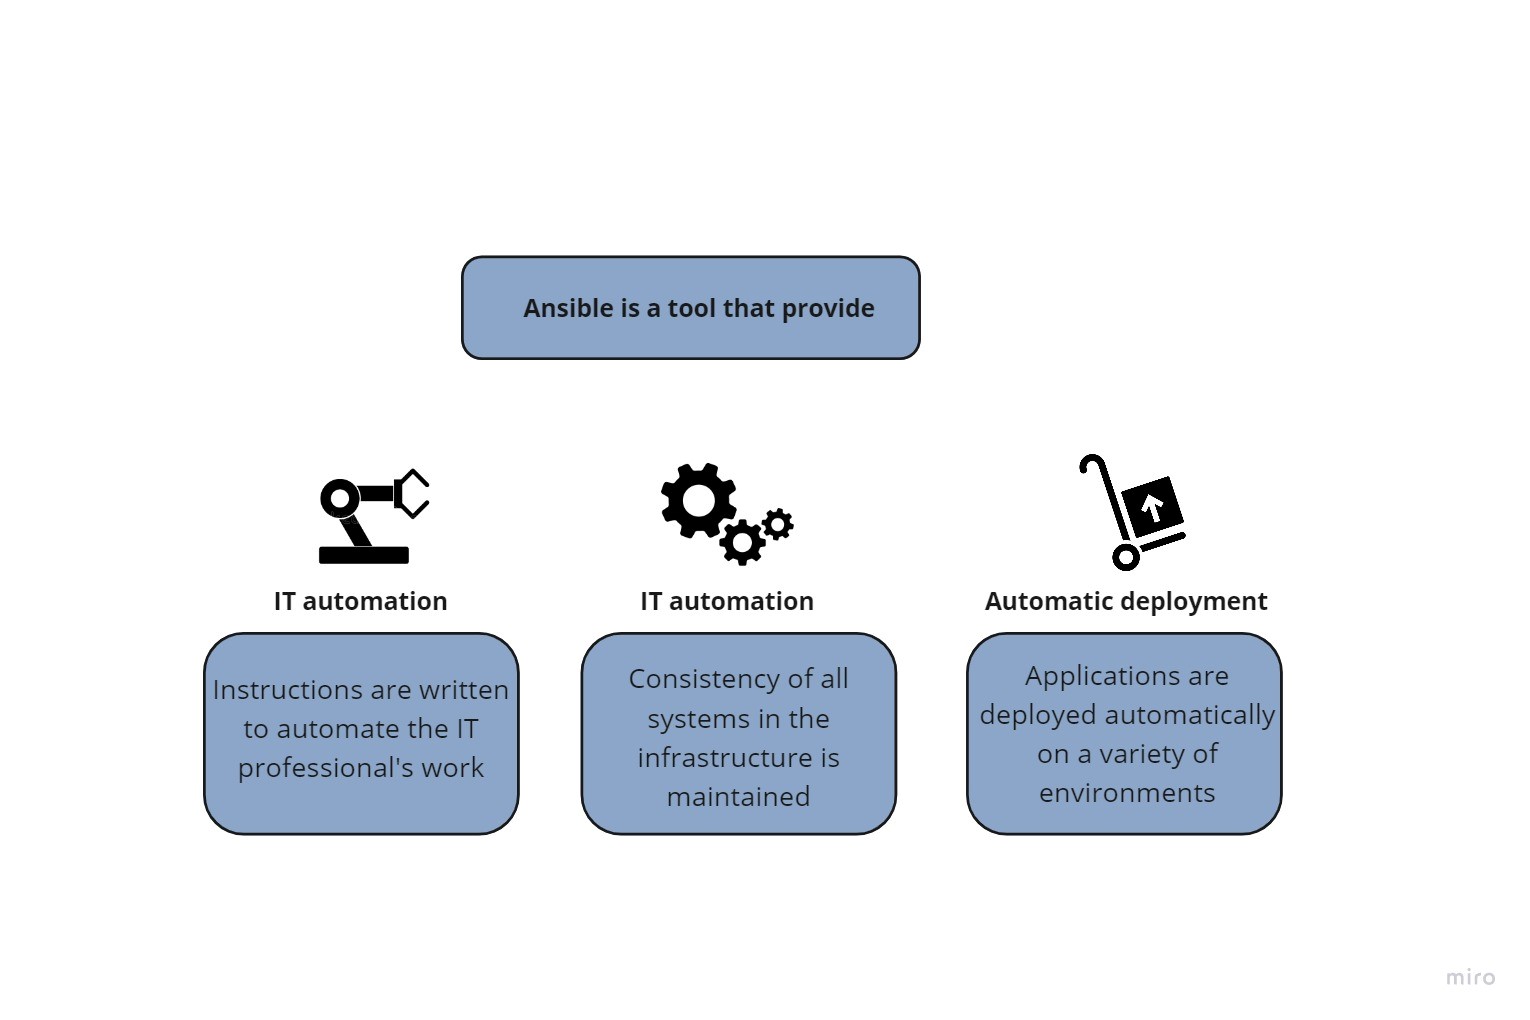 Ansible is a tool that provide
IT automation
Instructions are written
to automate the IT
professional's work
IT automation
Consistency of all
systems in the
infrastructure is
maintained
Automatic deployment
Applications are
deployed automatically
on a variety of
environments
miro